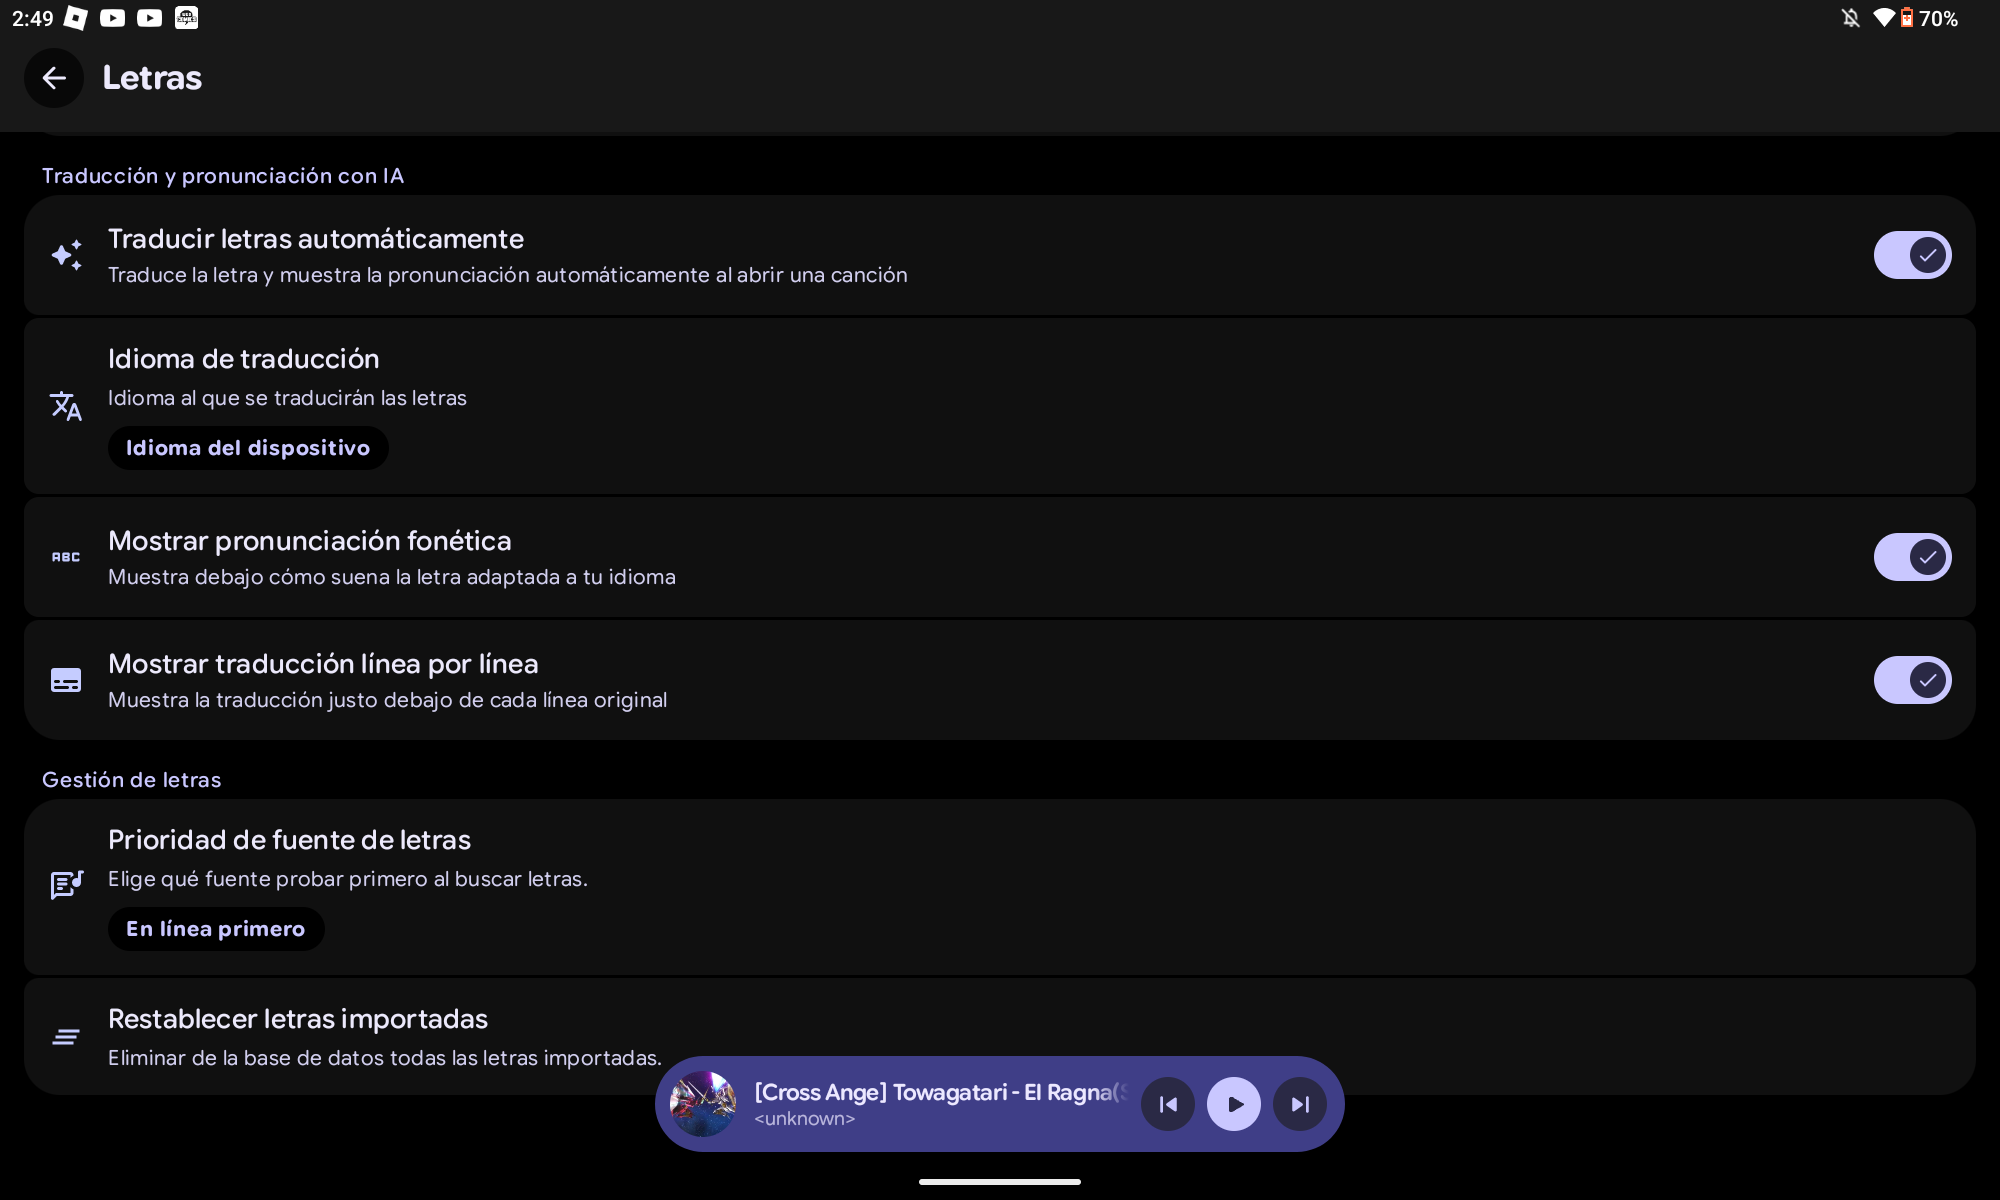 2:49
70%
Letras
Traducción y pronunciación con IA
Traducir letras automáticamente
Traduce la letra y muestra la pronunciación automáticamente al abrir una canción
Idioma de traducción
Idioma al que se traducirán las letras
Idioma del dispositivo
ABC
Mostrar pronunciación fonética
Muestra debajo cómo suena la letra adaptada a tu idioma
Mostrar traducción línea por línea
Muestra la traducción justo debajo de cada línea original
Gestión de letras
Prioridad de fuente de letras
Elige qué fuente probar primero al buscar letras.
En línea primero
Restablecer letras importadas
Eliminar de la base de datos todas las letras importadas.
[Cross Ange] Towagatari - EI Ragna(S
<unknown>